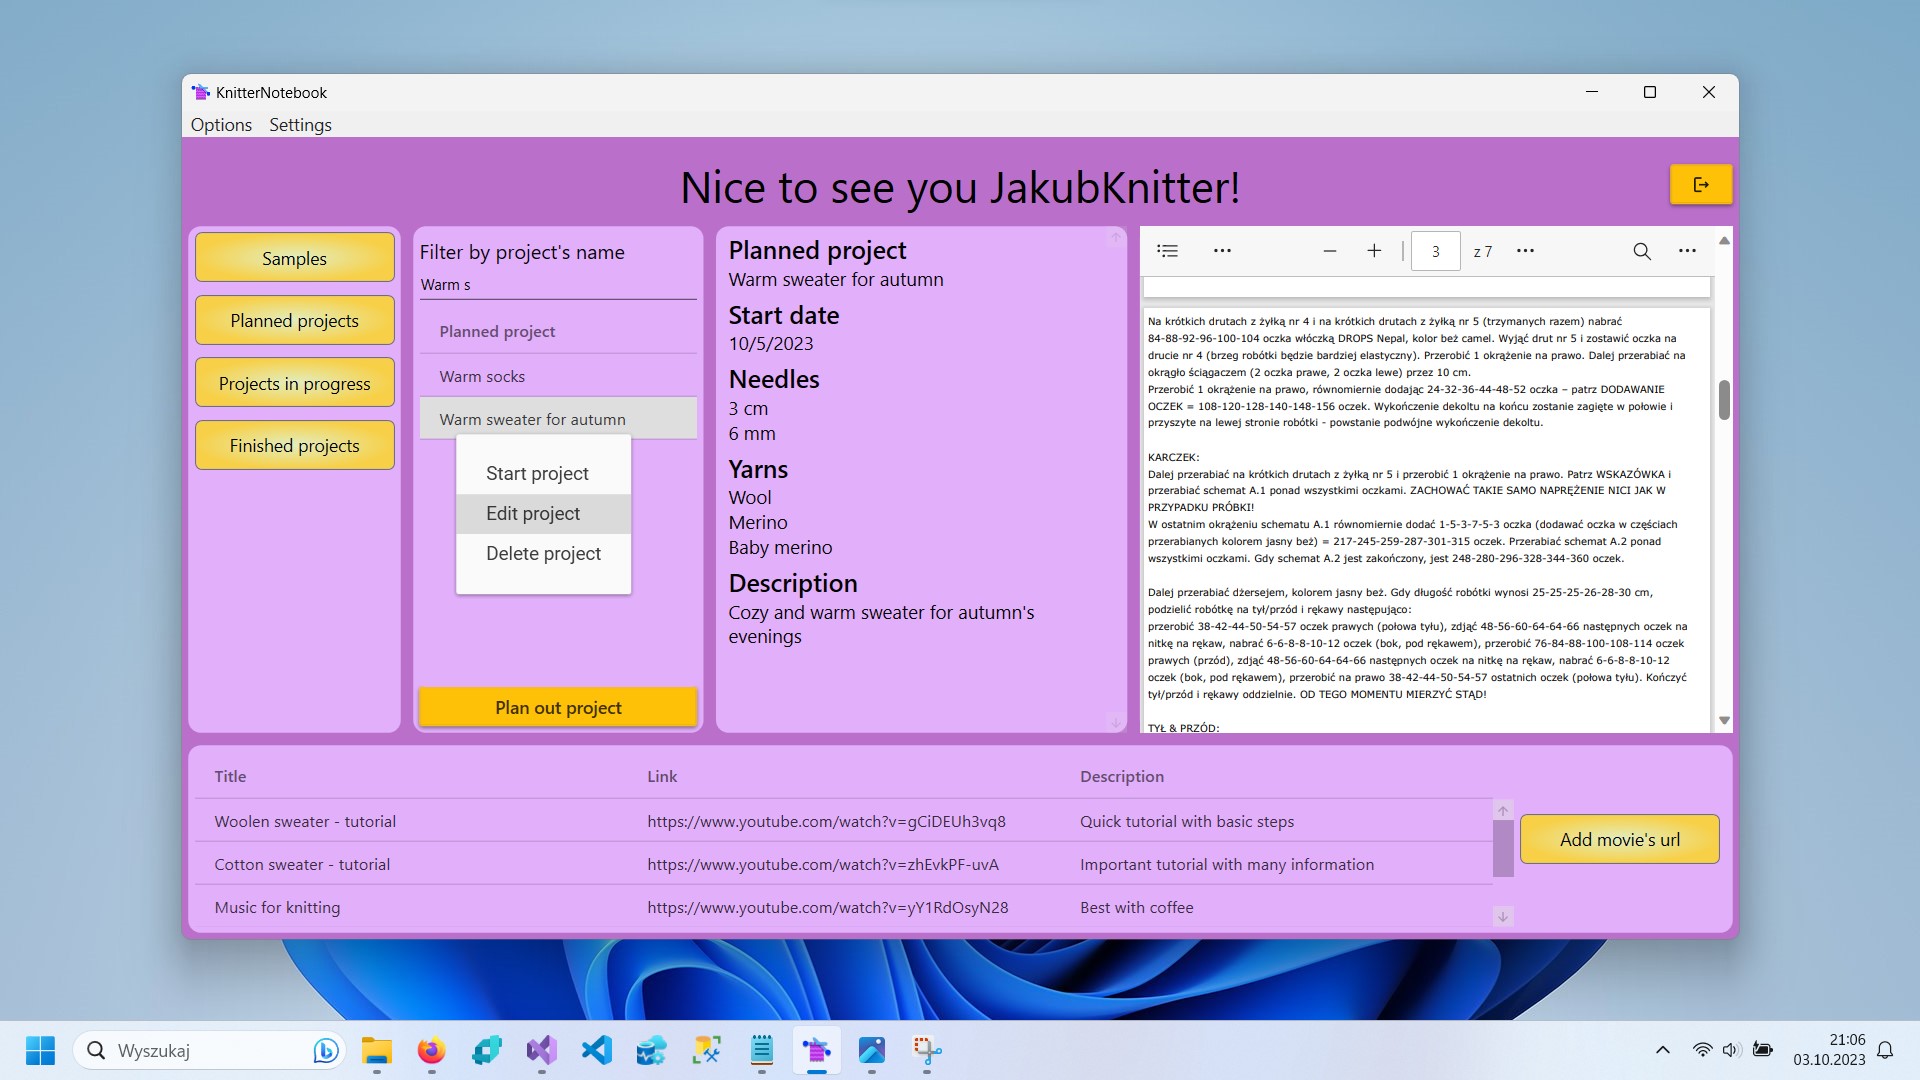 KnitterNotebook
Options Settings
Nice to see you JakubKnitter!
Samples
Planned projects
Projects in progress
Finished projects
Filter by project's name
Warm s
Planned project
Warm socks
Warm sweater for autumn
Start project
Edit project
Delete project
Plan out project
Planned project
Warm sweater for autumn
Start date
10/5/2023
Needles
3 cm
6 mm
Yarns
Wool
Merino
Baby merino
Description
Cozy and warm sweater for autumn's
evenings
3 z 7
Na krótkich drutach z żyłką nr 4 i na krótkich drutach z żyłką nr 5 (trzymanych razem) nabrać
84-88-92-96-100-104 oczka włóczką DROPS Nepal, kolor beż camel. Wyjąć drut nr 5 i zostawić oczka na
drucie nr 4 (brzeg robótki będzie bardziej elastyczny). Przerobić 1 okrążenie na prawo. Dalej przerabiać na
okrągło ściągaczem (2 oczka prawe, 2 oczka lewe) przez 10 cm.
Przerobić 1 okrążenie na prawo, równomiernie dodając 24-32-36-44-48-52 oczka – patrz DODAWANIE
OCZEK = 108-120-128-140-148-156 oczek. Wykończenie dekoltu na końcu zostanie zagięte w połowie i
przyszyte na lewej stronie robótki - powstanie podwójne wykończenie dekoltu.
KARCZEK:
Dalej przerabiać na krótkich drutach z żyłką nr 5 i przerobić 1 okrążenie na prawo. Patrz WSKAZÓWKA i
przerabiać schemat A.1 ponad wszystkimi oczkami. ZACHOWAĆ TAKIE SAMO NAPRĘŻENIE NICI JAK W
PRZYPADKU PRÓBKI!
W ostatnim okrążeniu schematu A.1 równomiernie dodać 1-5-3-7-5-3 oczka (dodawać oczka w częściach
przerabianych kolorem jasny beż) = 217-245-259-287-301-315 oczek. Przerabiać schemat A.2 ponad
wszystkimi oczkami. Gdy schemat A.2 jest zakończony, jest 248-280-296-328-344-360 oczek.
Dalej przerabiać dżersejem, kolorem jasny beż. Gdy długość robótki wynosi 25-25-25-26-28-30 cm,
podzielić robótkę na tył/przód i rękawy następująco:
przerobić 38-42-44-50-54-57 oczek prawych (połowa tyłu), zdjąć 48-56-60-64-64-66 następnych oczek na
nitkę na rękaw, nabrać 6-6-8-8-10-12 oczek (bok, pod rękawem), przerobić 76-84-88-100-108-114 oczek
prawych (przód), zdjąć 48-56-60-64-64-66 następnych oczek na nitkę na rękaw, nabrać 6-6-8-8-10-12
oczek (bok, pod rękawem), przerobić na prawo 38-42-44-50-54-57 ostatnich oczek (połowa tyłu). Kończyć
tył/przód i rękawy oddzielnie. OD TEGO MOMENTU MIERZYĆ STĄD!
TYŁ & PRZÓD:
Title Link Description
Woolen sweater - tutorial https://www.youtube.com/watch?v=gCiDEUh3vq8 Quick tutorial with basic steps
Cotton sweater - tutorial https://www.youtube.com/watch?v=zhEvkPF-uvA Important tutorial with many information
Music for knitting https://www.youtube.com/watch?v=yY1RdOsyN28 Best with coffee
Add movie's url
Wyszukaj
21:06
03.10.2023